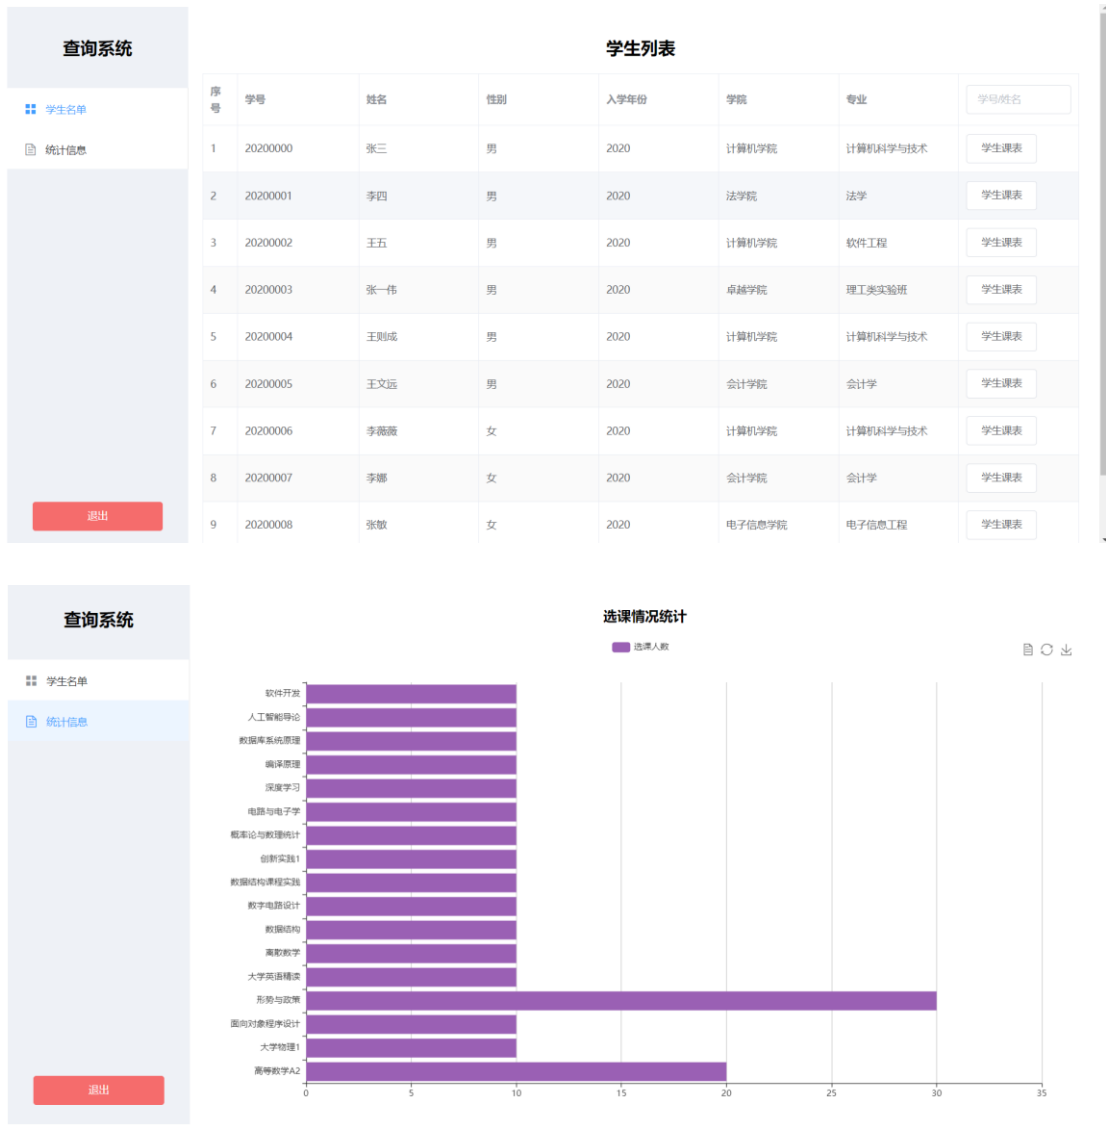 查询系统
学生名单
统计信息
退出
学生列表
序号 学号 姓名 性别 入学年份 学院 专业 学号/姓名
1 20200000 张三 男 2020 计算机学院 计算机科学与技术 学生课表
2 20200001 李四 男 2020 法学院 法学 学生课表
3 20200002 王五 男 2020 计算机学院 软件工程 学生课表
4 20200003 张一伟 男 2020 卓越学院 理工类实验班 学生课表
5 20200004 王则成 男 2020 计算机学院 计算机科学与技术 学生课表
6 20200005 王文远 男 2020 会计学院 会计学 学生课表
7 20200006 李薇薇 女 2020 计算机学院 计算机科学与技术 学生课表
8 20200007 李娜 女 2020 会计学院 会计学 学生课表
9 20200008 张敏 女 2020 电子信息学院 电子信息工程 学生课表
查询系统
学生名单
统计信息
退出
选课情况统计
选课人数
软件开发
人工智能导论
数据库系统原理
编译原理
深度学习
电路与电子学
概率论与数理统计
创新实践1
数据结构课程实践
数字电路设计
数据结构
离散数学
大学英语精读
形势与政策
面向对象程序设计
大学物理1
高等数学A2
0 5 10 15 20 25 30 35